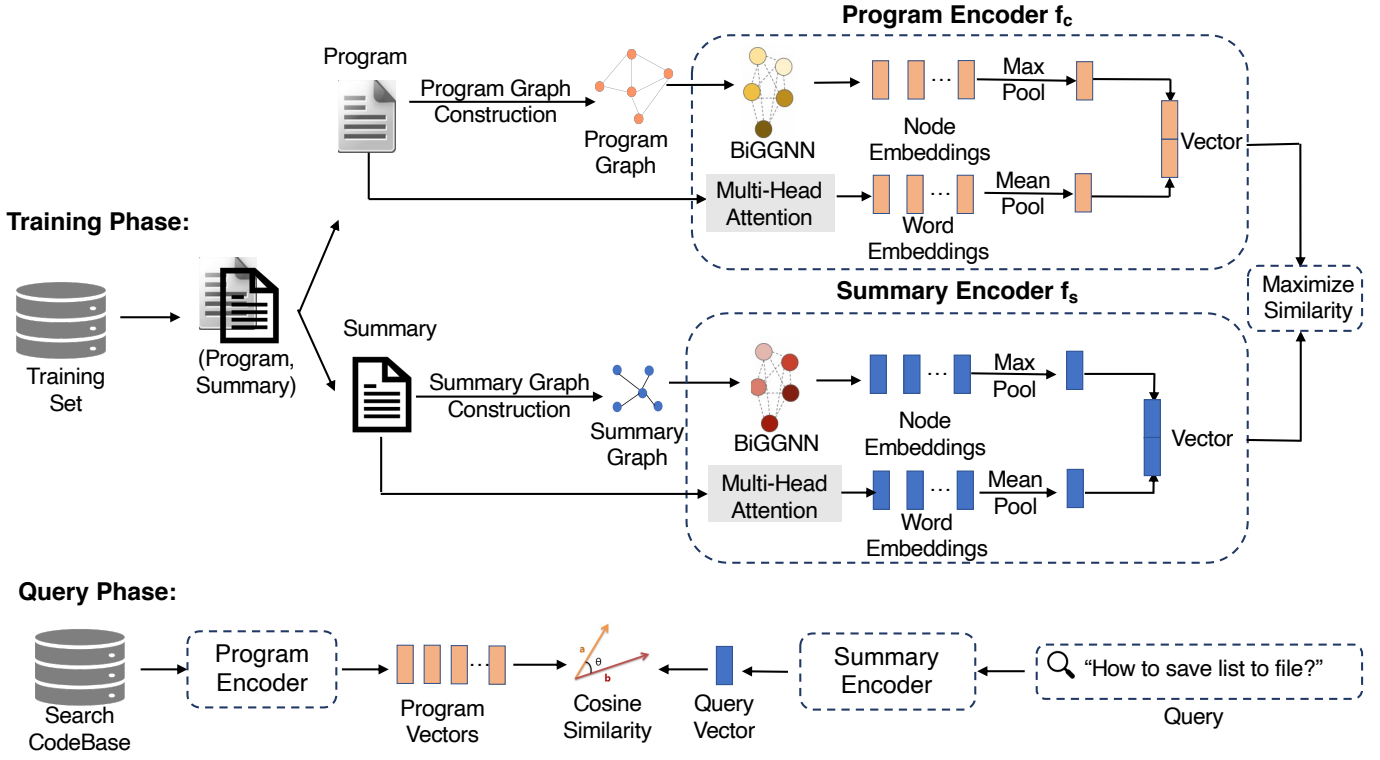 Program Encoder f_c
Program
Program Graph
Construction
Program
Graph
BiGGNN
...
Node
Embeddings
Max
Pool
Vector
Multi-Head
Attention
...
Word
Embeddings
Mean
Pool
Training Phase:
Training
Set
(Program,
Summary)
Maximize
Similarity
Summary Encoder f_s
Summary
Summary Graph
Construction
Summary
Graph
BiGGNN
...
Node
Embeddings
Max
Pool
Vector
Multi-Head
Attention
...
Word
Embeddings
Mean
Pool
Query Phase:
Search
CodeBase
Program
Encoder
...
Program
Vectors
a
θ
b
Cosine
Similarity
Query
Vector
Summary
Encoder
“How to save list to file?”
Query